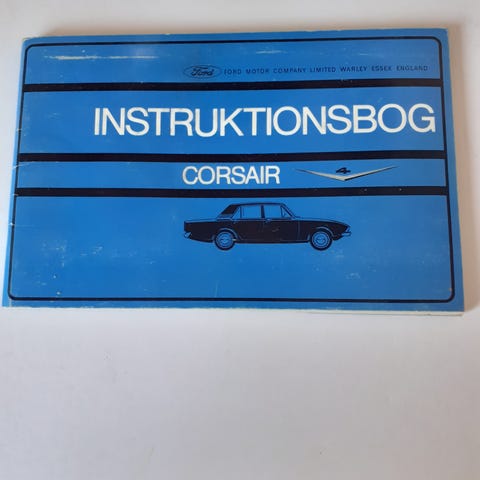 Ford FORD MOTOR COMPANY LIMITED WARLEY ESSEX ENGLAND
INSTRUKTIONSBOG
CORSAIR 4